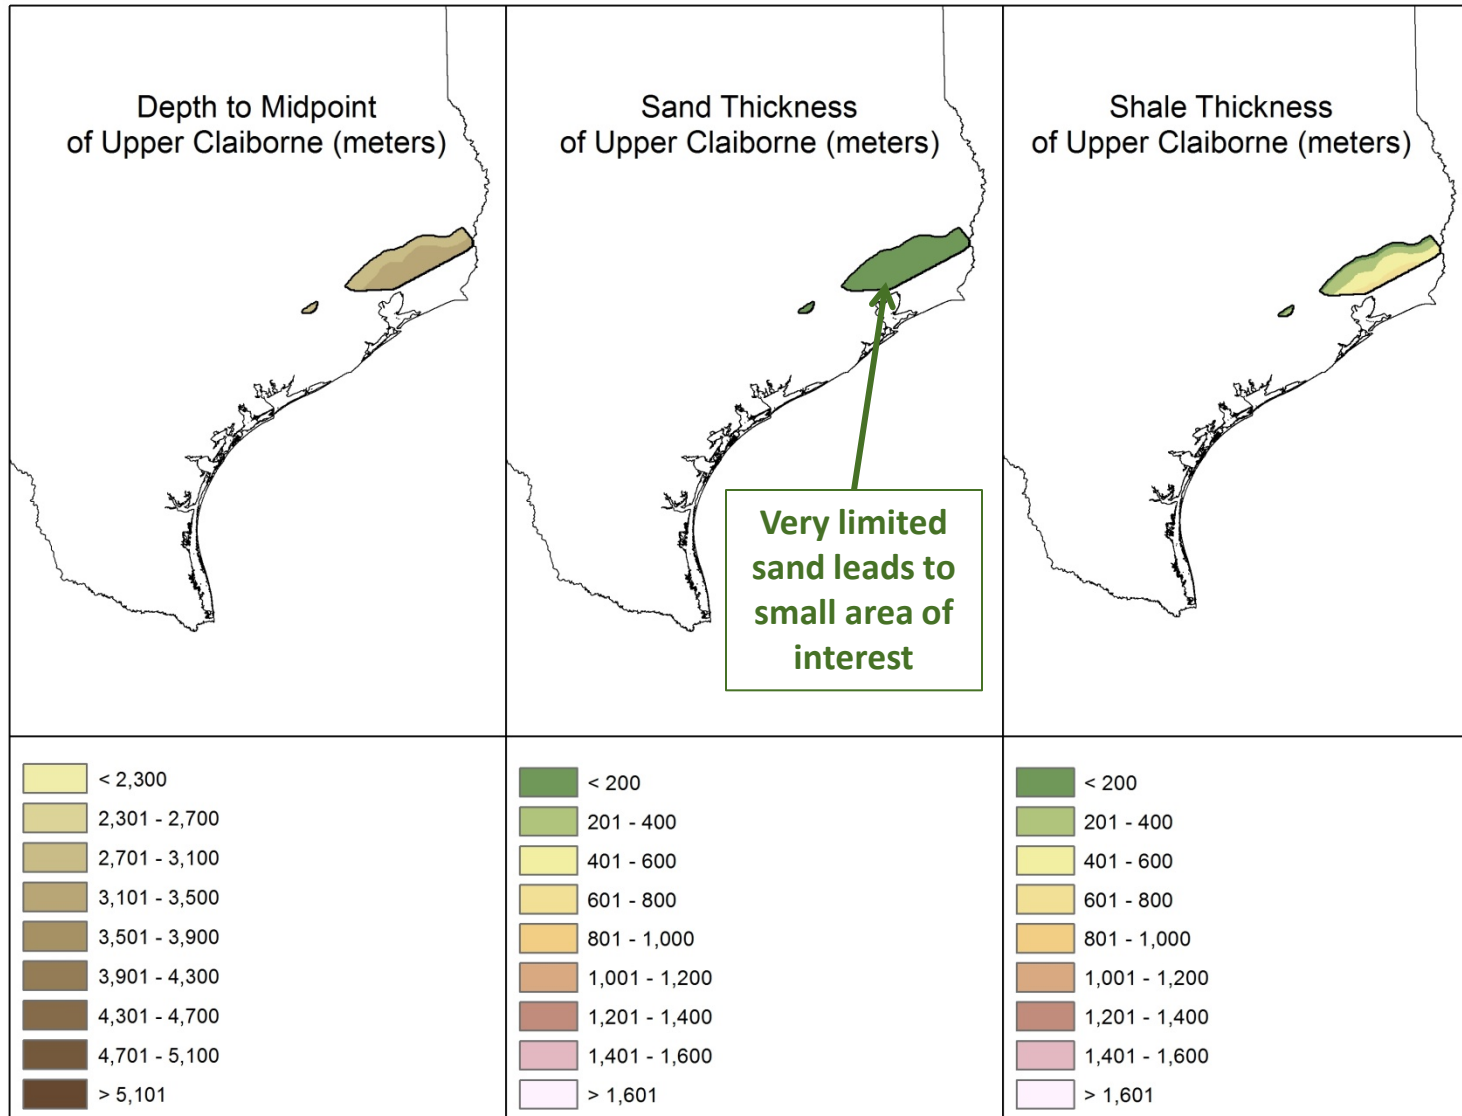 Depth to Midpoint
of Upper Claiborne (meters)
Sand Thickness
of Upper Claiborne (meters)
Shale Thickness
of Upper Claiborne (meters)
Very limited
sand leads to
small area of
interest
< 2,300
2,301 - 2,700
2,701 - 3,100
3,101 - 3,500
3,501 - 3,900
3,901 - 4,300
4,301 - 4,700
4,701 - 5,100
> 5,101
< 200
201 - 400
401 - 600
601 - 800
801 - 1,000
1,001 - 1,200
1,201 - 1,400
1,401 - 1,600
> 1,601
< 200
201 - 400
401 - 600
601 - 800
801 - 1,000
1,001 - 1,200
1,201 - 1,400
1,401 - 1,600
> 1,601